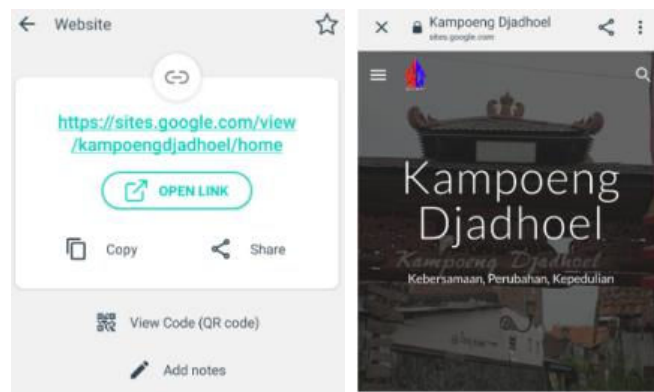 Website
https://sites.google.com/view
/kampoengdjadhoel/home
OPEN LINK
Copy
Share
View Code (QR code)
Add notes
Kampoeng Djadhoel
sites.google.com
Kampoeng
Djadhoel
Kampoeng Djadhoel
Kebersamaan, Perubahan, Kepedulian